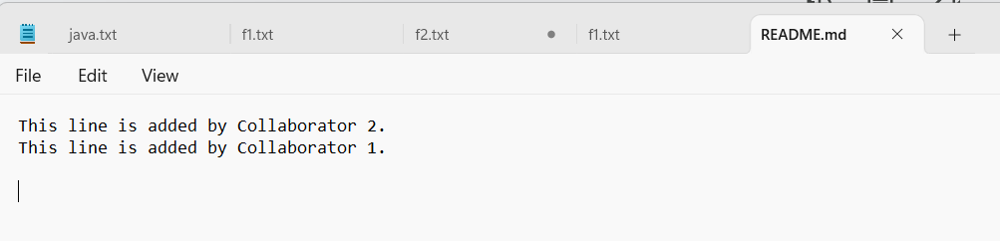 java.txt f1.txt f2.txt f1.txt README.md
File Edit View
This line is added by Collaborator 2.
This line is added by Collaborator 1.